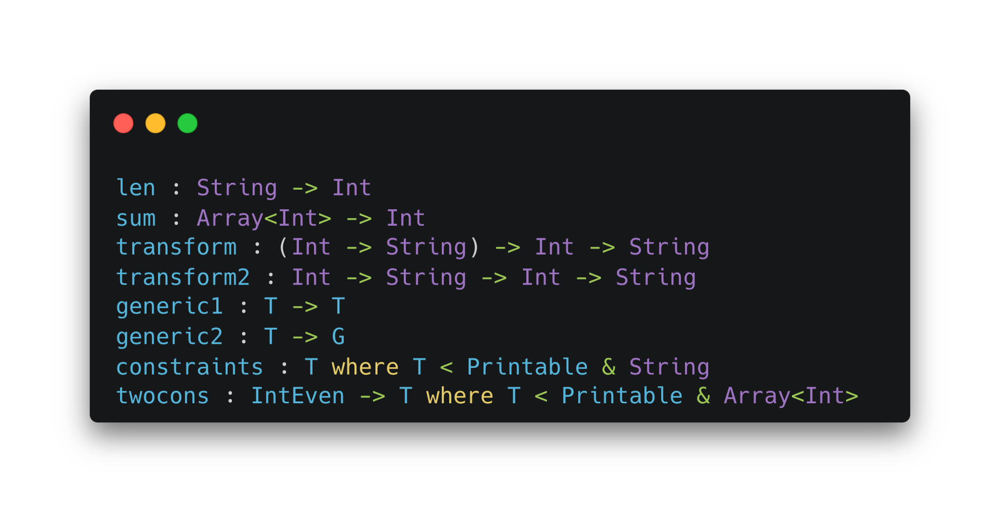 len : String -> Int
sum : Array<Int> -> Int
transform : (Int -> String) -> Int -> String
transform2 : Int -> String -> Int -> String
generic1 : T -> T
generic2 : T -> G
constraints : T where T < Printable & String
twocons : IntEven -> T where T < Printable & Array<Int>